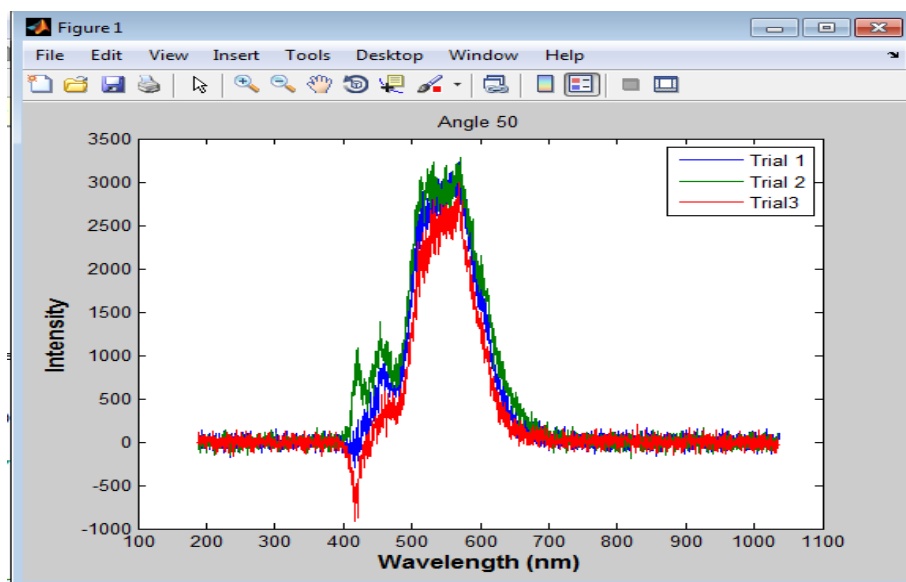 Figure 1
File Edit View Insert Tools Desktop Window Help
Angle 50
3500
3000
2500
2000
1500
1000
500
0
-500
-1000
Intensity
Trial 1
Trial 2
Trial3
100 200 300 400 500 600 700 800 900 1000 1100
Wavelength (nm)